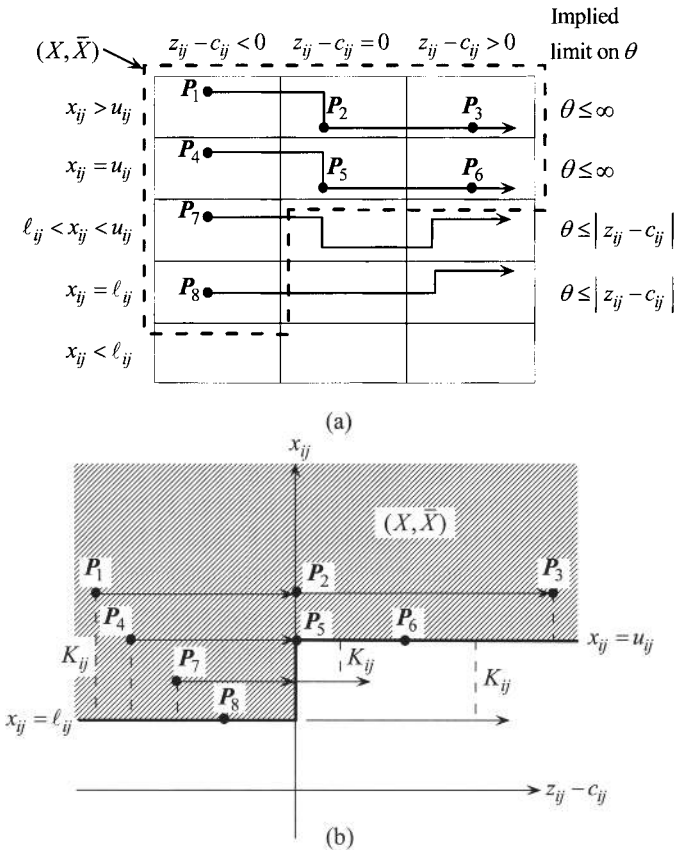 Implied
limit on θ
(X, X̄)
z_ij − c_ij < 0
z_ij − c_ij = 0
z_ij − c_ij > 0
x_ij > u_ij
P_1
P_2
P_3
θ ≤ ∞
x_ij = u_ij
P_4
P_5
P_6
θ ≤ ∞
ℓ_ij < x_ij < u_ij
P_7
θ ≤ | z_ij − c_ij |
x_ij = ℓ_ij
P_8
θ ≤ | z_ij − c_ij |
x_ij < ℓ_ij
(a)
x_ij
(X, X̄)
P_1
P_2
P_3
P_4
P_5
P_6
x_ij = u_ij
K_ij
P_7
K_ij
K_ij
P_8
x_ij = ℓ_ij
z_ij − c_ij
(b)